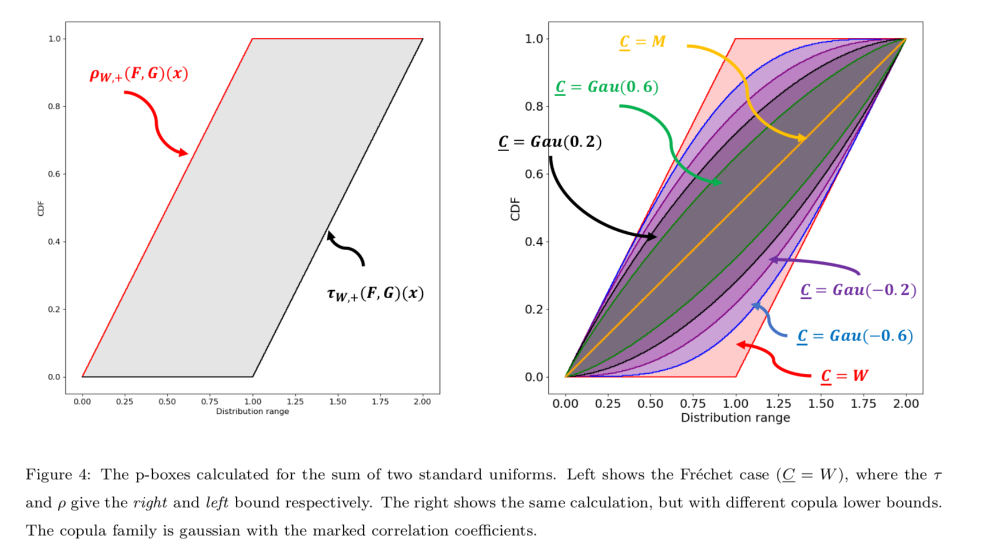 1.0
0.8
0.6
0.4
0.2
0.0
CDF
ρW,+(F, G)(x)
τW,+(F, G)(x)
0.00 0.25 0.50 0.75 1.00 1.25 1.50 1.75 2.00
Distribution range
1.0
0.8
0.6
0.4
0.2
0.0
CDF
C = M
C = Gau(0.6)
C = Gau(0.2)
C = Gau(−0.2)
C = Gau(−0.6)
C = W
0.00 0.25 0.50 0.75 1.00 1.25 1.50 1.75 2.00
Distribution range
Figure 4: The p-boxes calculated for the sum of two standard uniforms. Left shows the Fréchet case (C = W), where the τ
and ρ give the right and left bound respectively. The right shows the same calculation, but with different copula lower bounds.
The copula family is gaussian with the marked correlation coefficients.